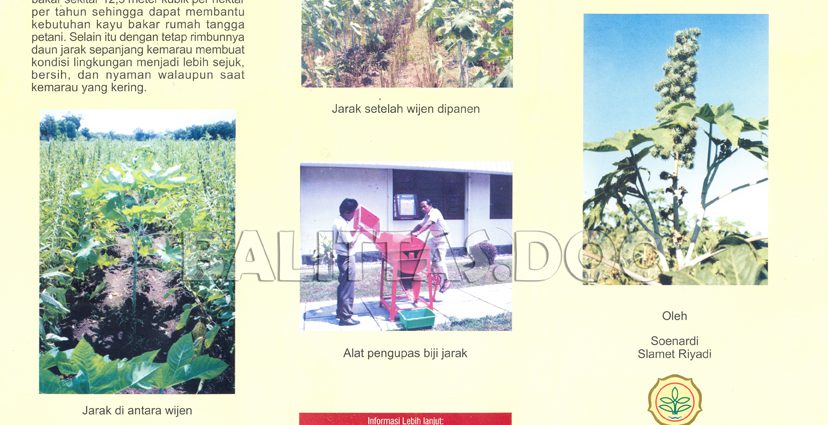 bakar sekitar 12,5 meter kubik per hektar
per tahun sehingga dapat membantu
kebutuhan kayu bakar rumah tangga
petani. Selain itu dengan tetap rimbunnya
daun jarak sepanjang kemarau membuat
kondisi lingkungan menjadi lebih sejuk,
bersih, dan nyaman walaupun saat
kemarau yang kering.
Jarak di antara wijen
Jarak setelah wijen dipanen
Alat pengupas biji jarak
Informasi Lebih lanjut:
Oleh
Soenardi
Slamet Riyadi
BALITTAS.DOC